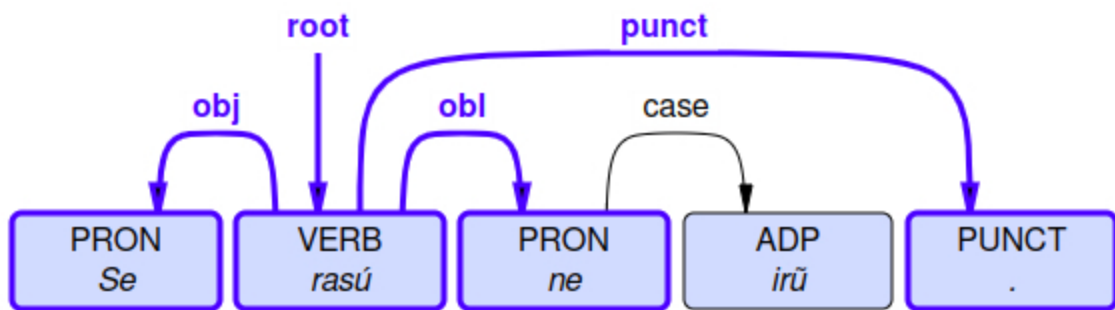 root punct
obj obl case
PRON VERB PRON ADP PUNCT
Se rasú ne irũ .